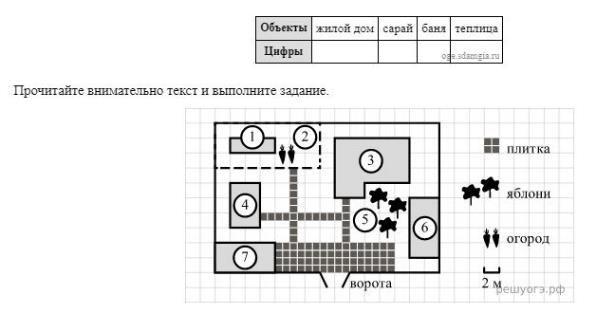 Объекты жилой дом сарай баня теплица
Цифры
oge.sdamgia.ru
Прочитайте внимательно текст и выполните задание.
1 2
3
плитка
яблони
4
5
6
огород
7
ворота
2 м
решуогэ.рф